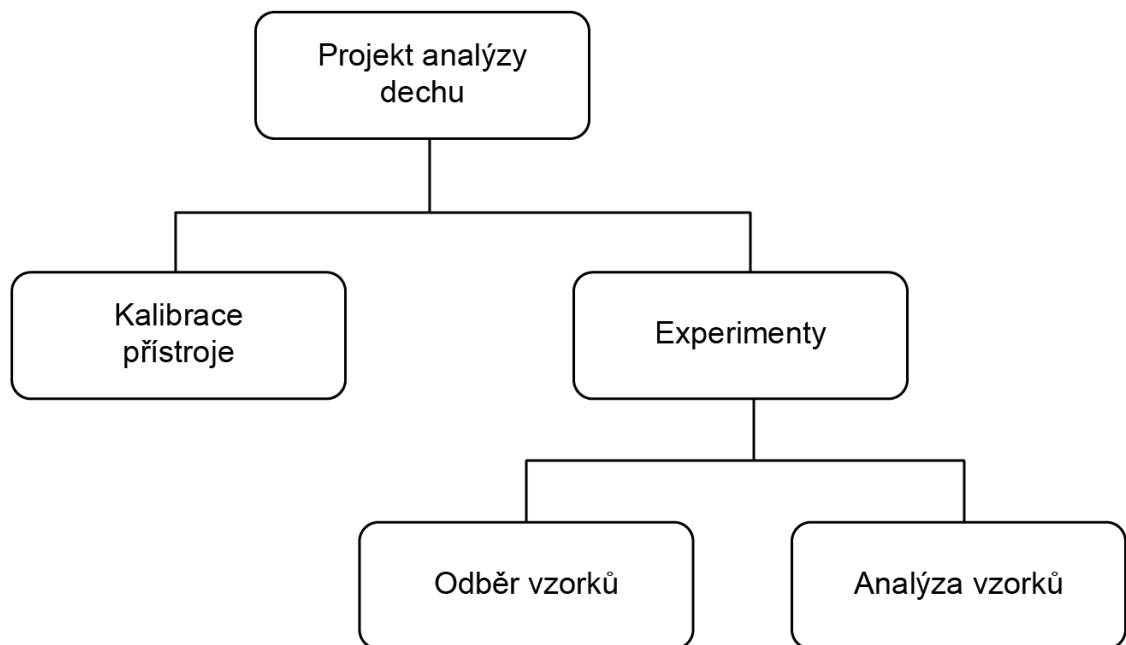 Projekt analýzy
dechu
Kalibrace
přístroje
Experimenty
Odběr vzorků
Analýza vzorků